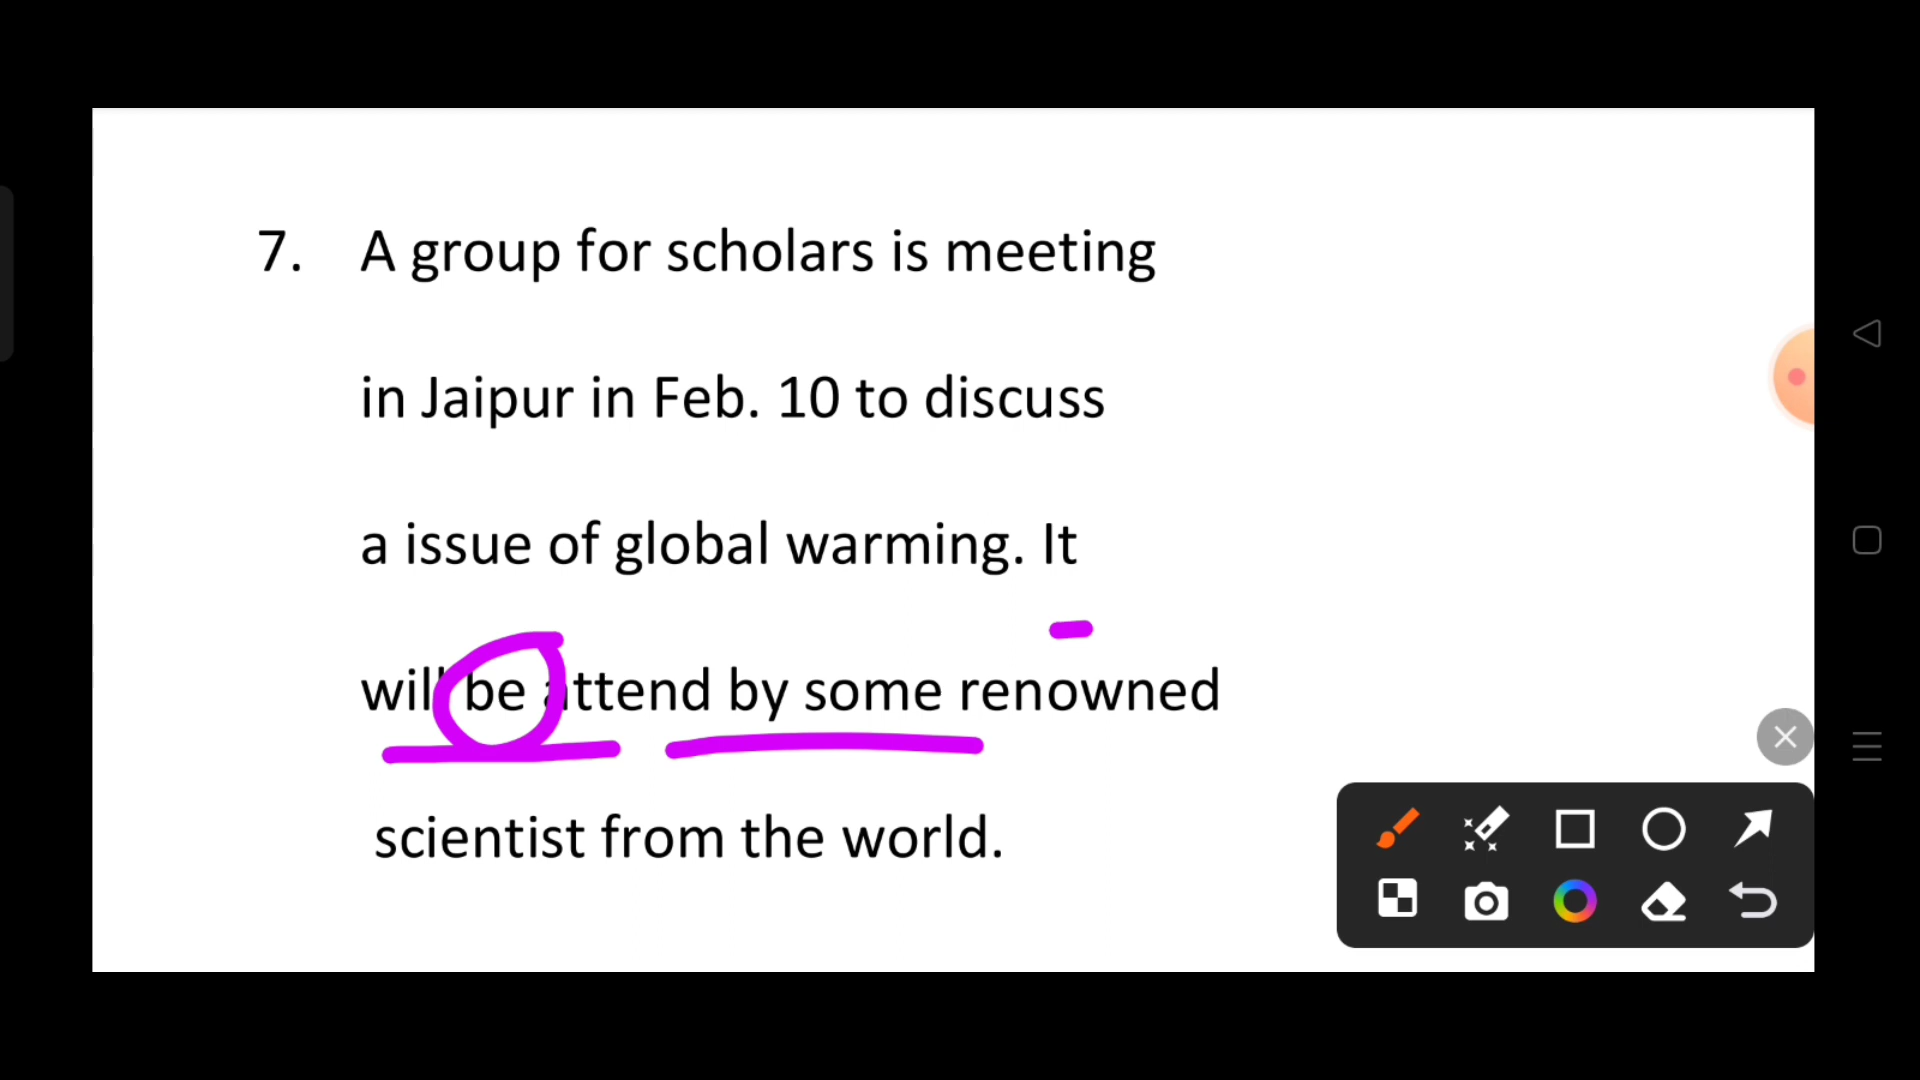 7. A group for scholars is meeting
in Jaipur in Feb. 10 to discuss
a issue of global warming. It
will be attend by some renowned
scientist from the world.